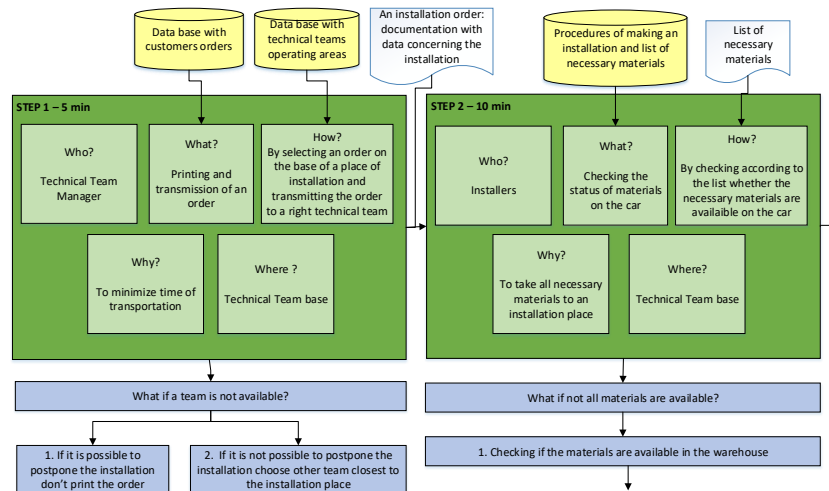 Data base with
customers orders
Data base with
technical teams
operating areas
An installation order:
documentation with
data concerning the
installation
Procedures of making an
installation and list of
necessary materials
List of
necessary
materials
STEP 1 – 5 min
Who?
Technical Team
Manager
What?
Printing and
transmission of an
order
How?
By selecting an order on
the base of a place of
installation and
transmitting the order
to a right technical team
Why?
To minimize time of
transportation
Where ?
Technical Team base
STEP 2 – 10 min
Who?
Installers
What?
Checking the
status of materials
on the car
How?
By checking according to
the list whether the
necessary materials are
available on the car
Why?
To take all necessary
materials to an
installation place
Where?
Technical Team base
What if a team is not available?
1. If it is possible to
postpone the installation
don't print the order
2. If it is not possible to postpone the
installation choose other team closest to
the installation place
What if not all materials are available?
1. Checking if the materials are available in the warehouse